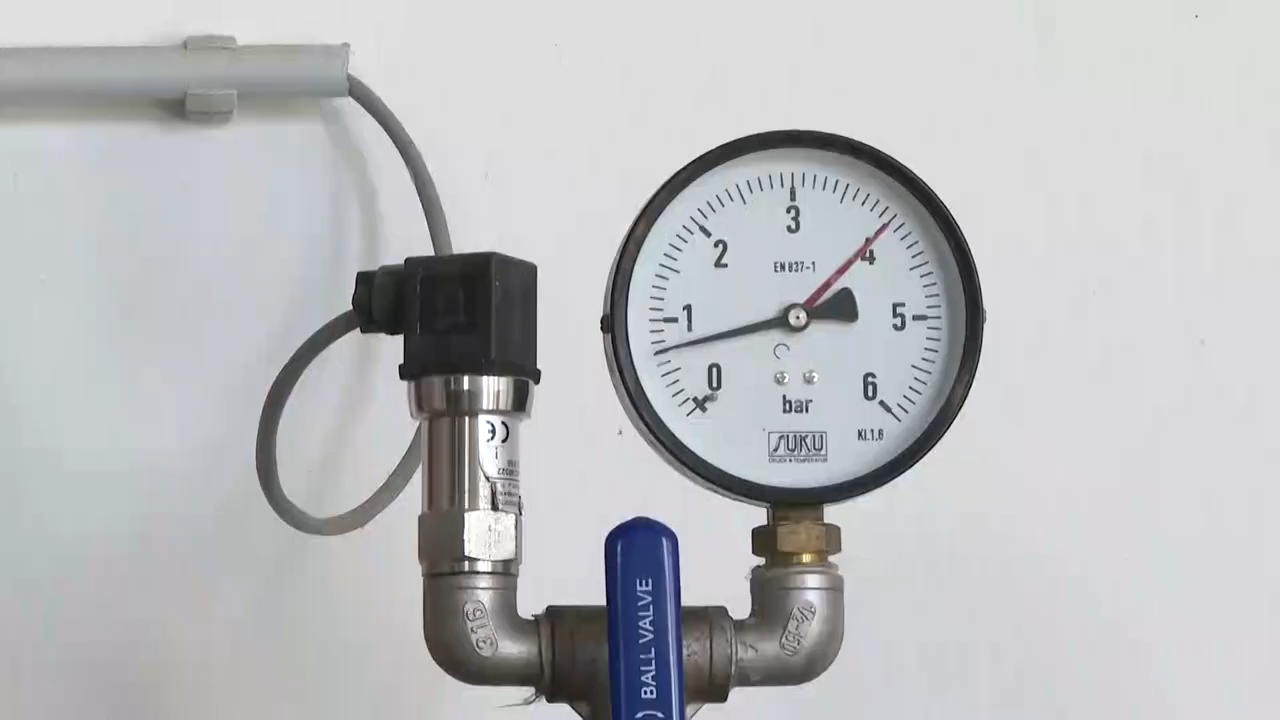 3
2
4
EN 837-1
1
5
0
6
bar
SUKU
DRUCK & TEMPERATUR
Kl.1,6
CE
316
BALL VALVE